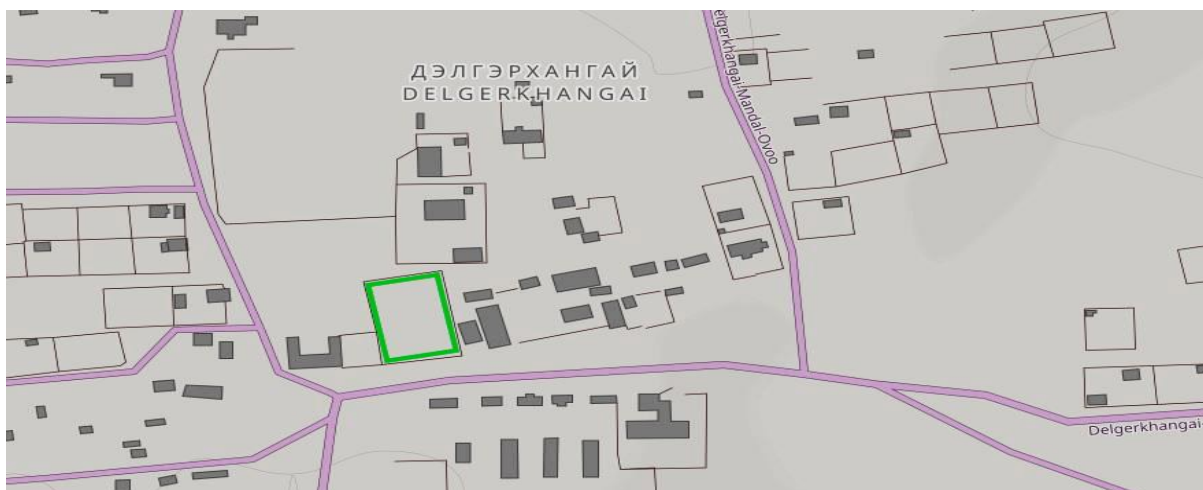 ДЭЛГЭРХАНГАЙ
DELGERKHANGAI
Delgerkhangai-Mandal-Ovoo
Delgerkhangai-